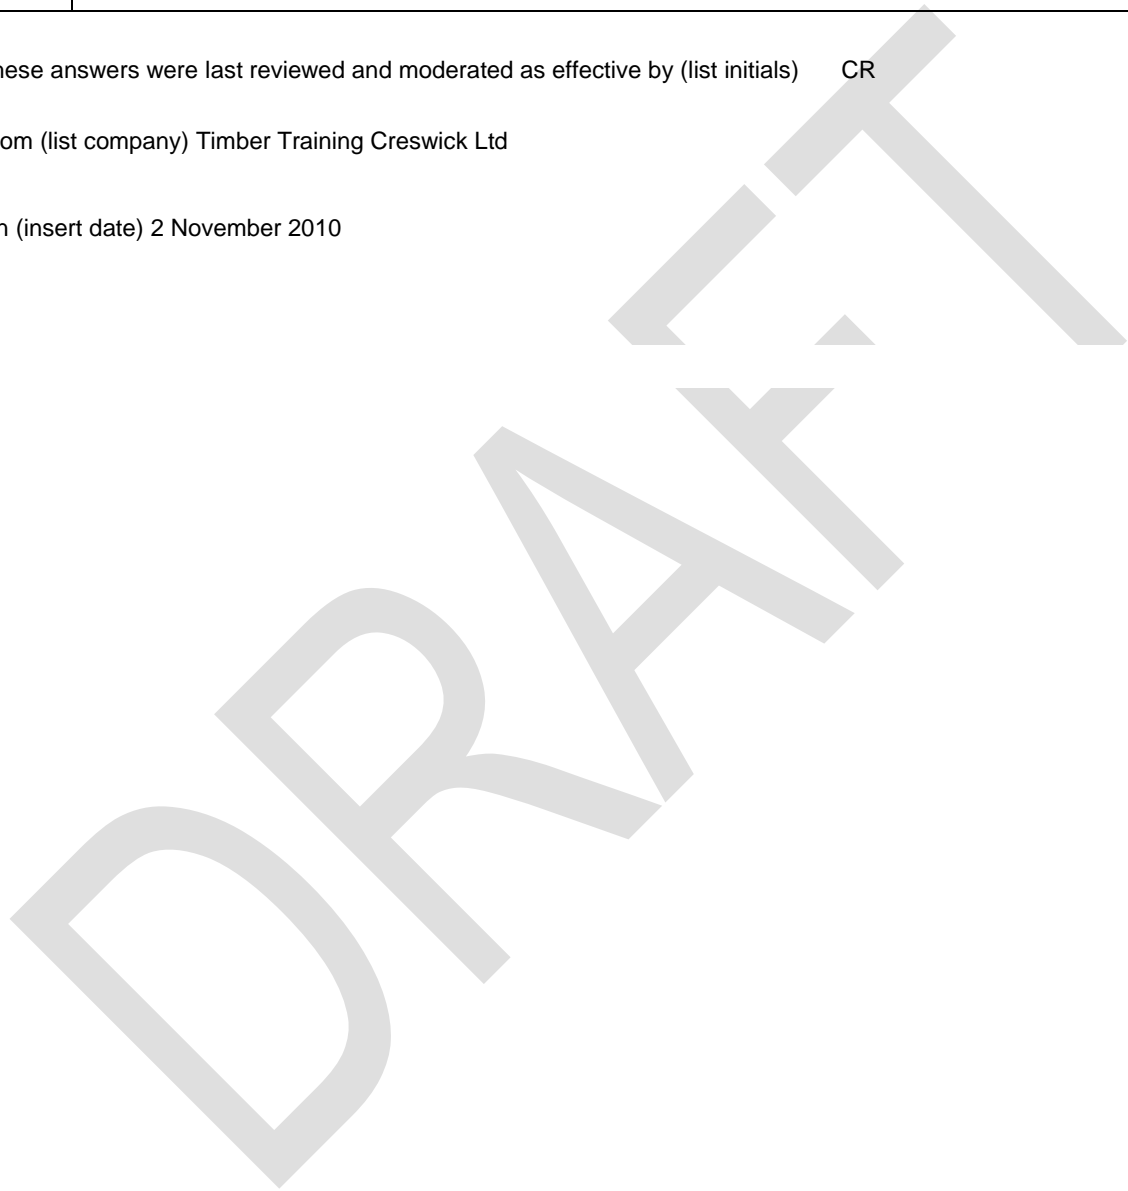 hese answers were last reviewed and moderated as effective by (list initials) CR
om (list company) Timber Training Creswick Ltd
n (insert date) 2 November 2010
DRAFT